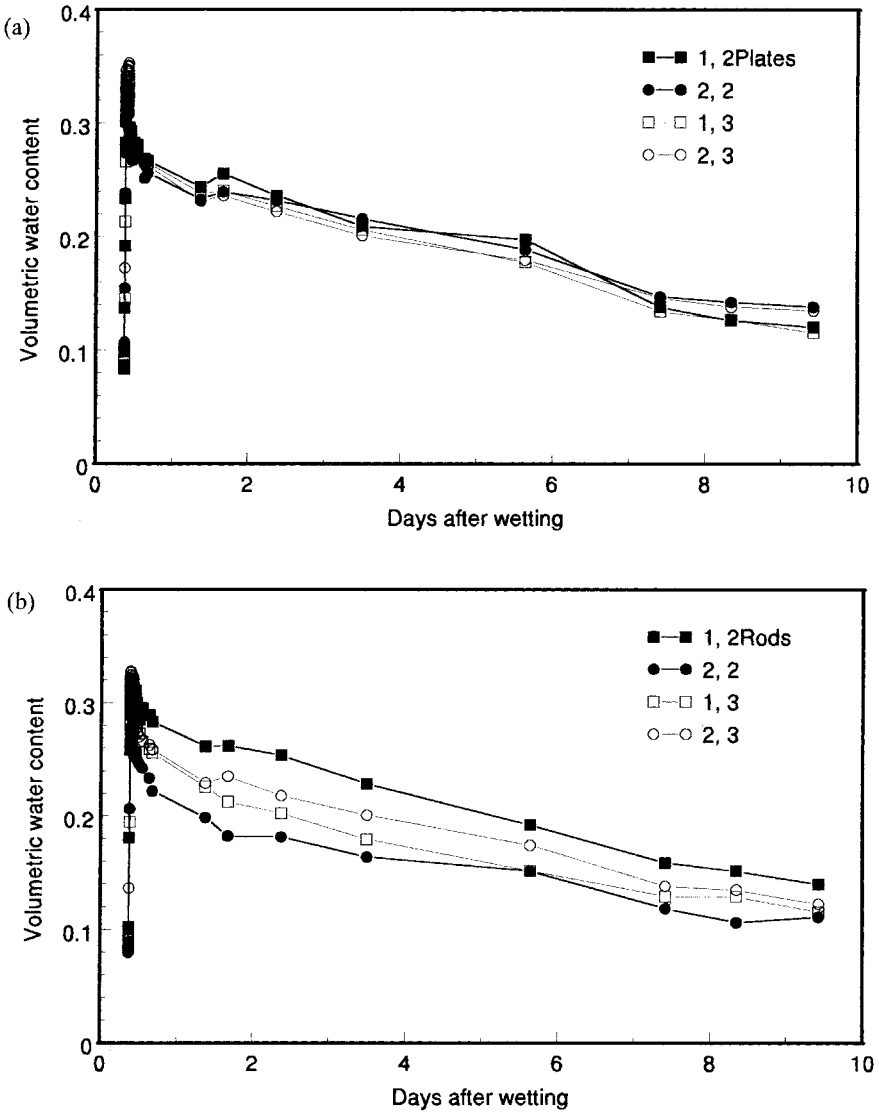 (a)
0.4
0.3
0.2
0.1
0
Volumetric water content
1, 2Plates
2, 2
1, 3
2, 3
0 2 4 6 8 10
Days after wetting
(b)
0.4
0.3
0.2
0.1
0
Volumetric water content
1, 2Rods
2, 2
1, 3
2, 3
0 2 4 6 8 10
Days after wetting